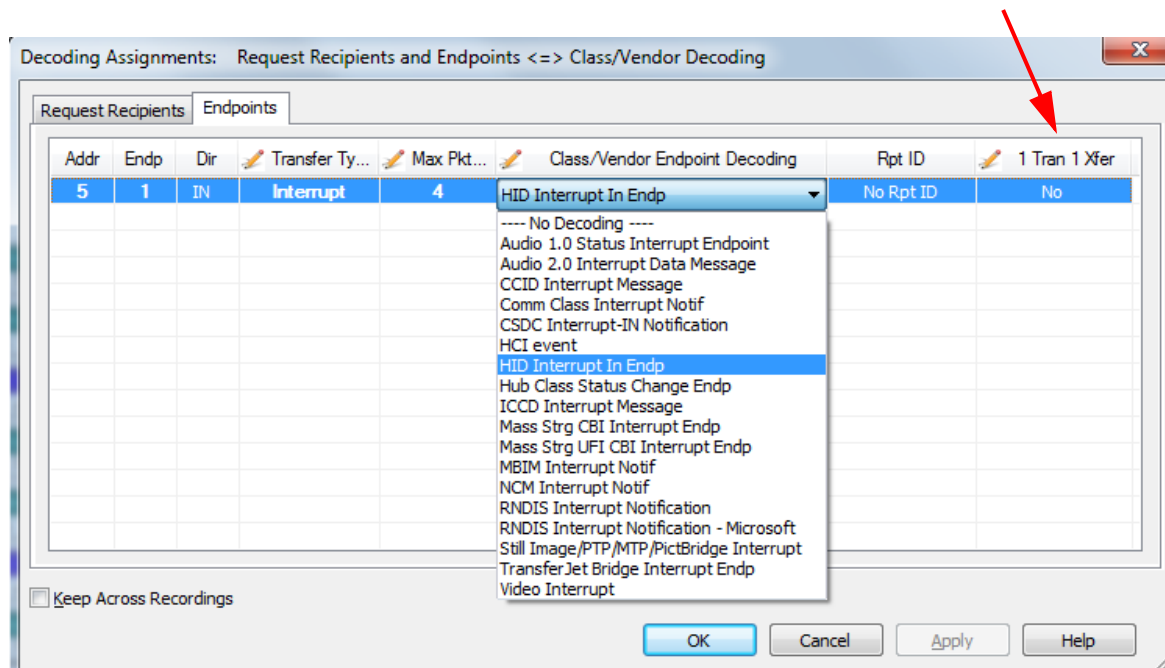 Decoding Assignments: Request Recipients and Endpoints <=> Class/Vendor Decoding
x
Request Recipients Endpoints
Addr Endp Dir Transfer Ty... Max Pkt... Class/Vendor Endpoint Decoding Rpt ID 1 Tran 1 Xfer
5 1 IN Interrupt 4 HID Interrupt In Endp No Rpt ID No
---- No Decoding ----
Audio 1.0 Status Interrupt Endpoint
Audio 2.0 Interrupt Data Message
CCID Interrupt Message
Comm Class Interrupt Notif
CSDC Interrupt-IN Notification
HCI event
HID Interrupt In Endp
Hub Class Status Change Endp
ICCD Interrupt Message
Mass Strg CBI Interrupt Endp
Mass Strg UFI CBI Interrupt Endp
MBIM Interrupt Notif
NCM Interrupt Notif
RNDIS Interrupt Notification
RNDIS Interrupt Notification - Microsoft
Still Image/PTP/MTP/PictBridge Interrupt
TransferJet Bridge Interrupt Endp
Video Interrupt
Keep Across Recordings
OK Cancel Apply Help